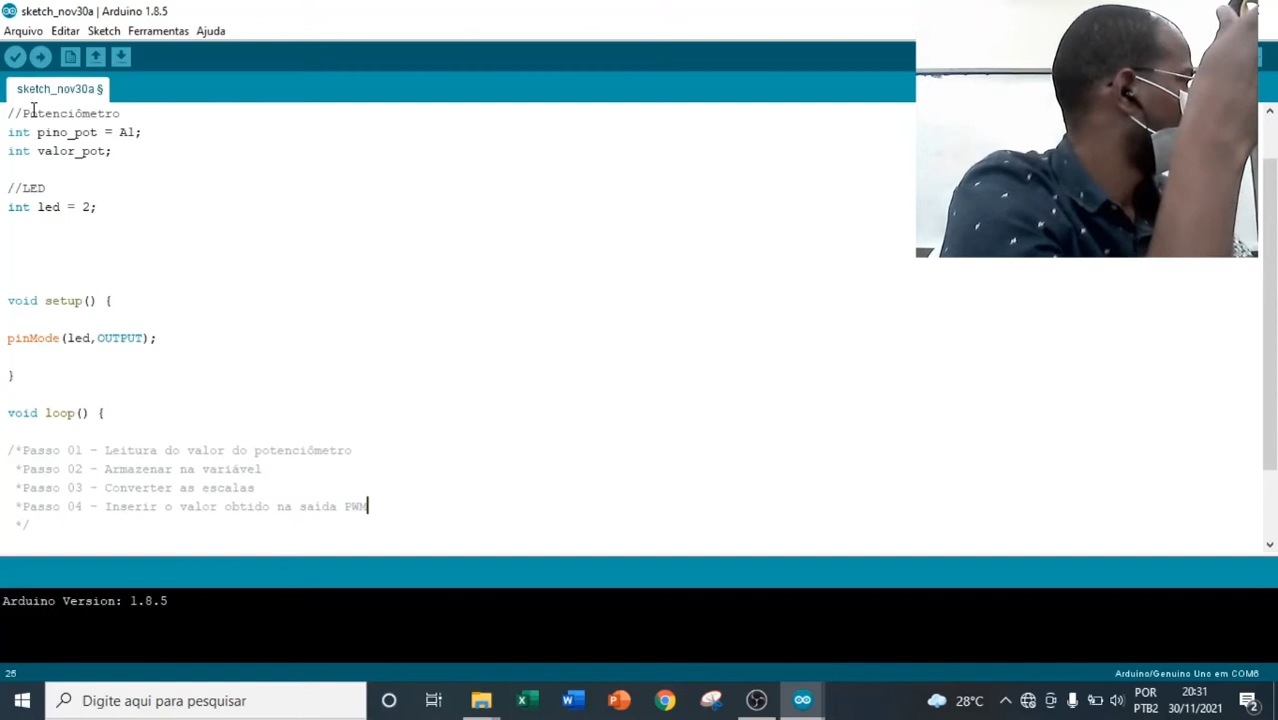 sketch_nov30a | Arduino 1.8.5
Arquivo Editar Sketch Ferramentas Ajuda
sketch_nov30a §
//Potenciômetro
int pino_pot = A1;
int valor_pot;
//LED
int led = 2;
void setup() {
pinMode(led,OUTPUT);
}
void loop() {
/*Passo 01 - Leitura do valor do potenciômetro
*Passo 02 - Armazenar na variável
*Passo 03 - Converter as escalas
*Passo 04 - Inserir o valor obtido na saida PWM
*/
Arduino Version: 1.8.5
25
Arduino/Genuino Uno em COM6
Digite aqui para pesquisar
28°C
POR
PTB2
20:31
30/11/2021
2